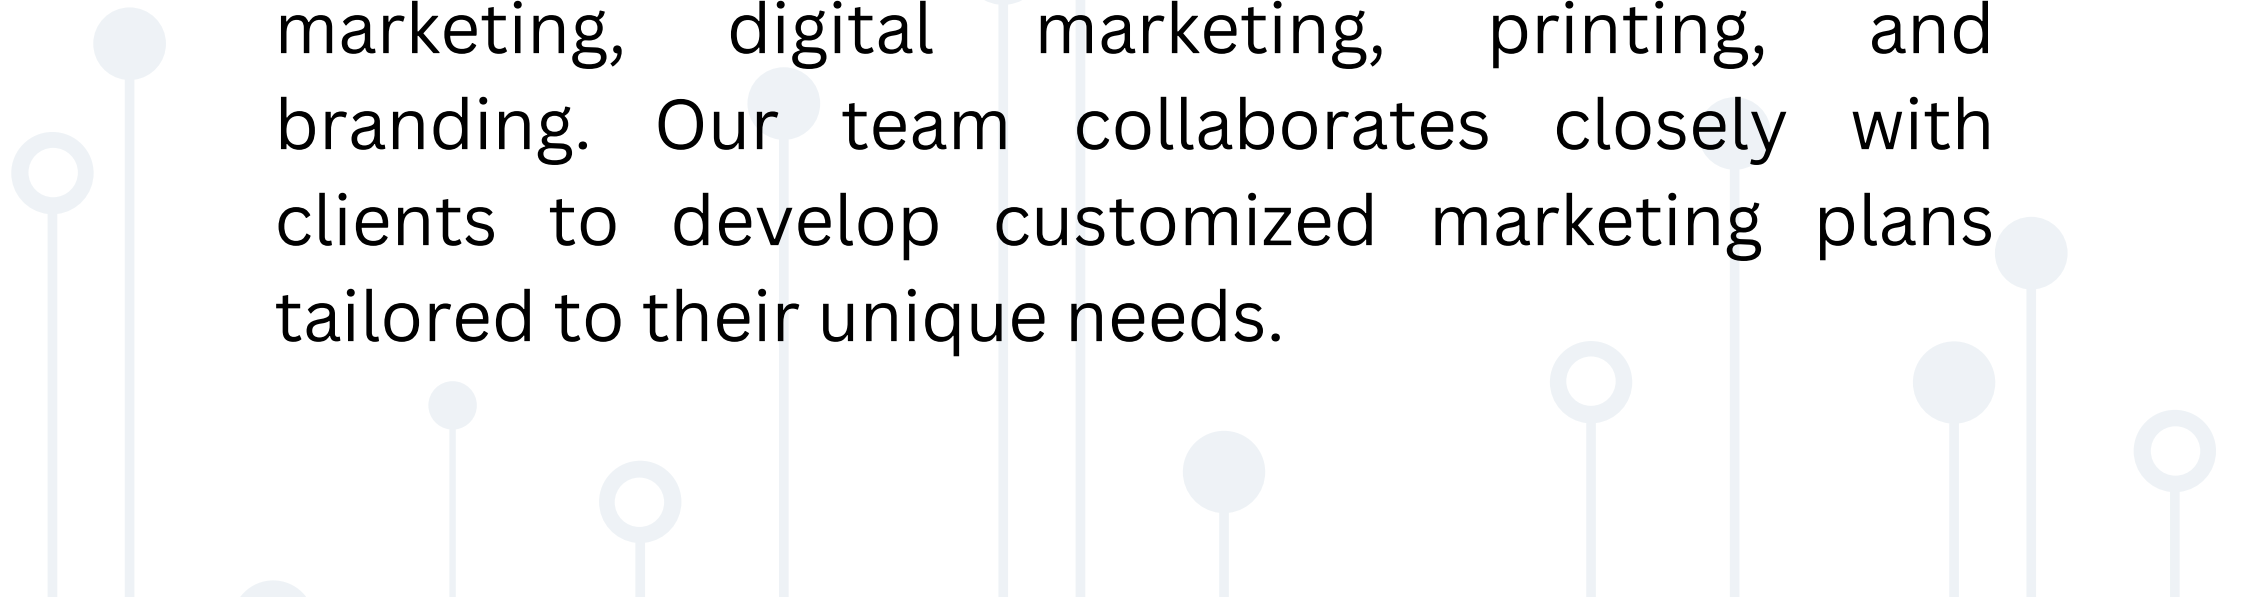 marketing, digital marketing, printing, and
branding. Our team collaborates closely with
clients to develop customized marketing plans
tailored to their unique needs.